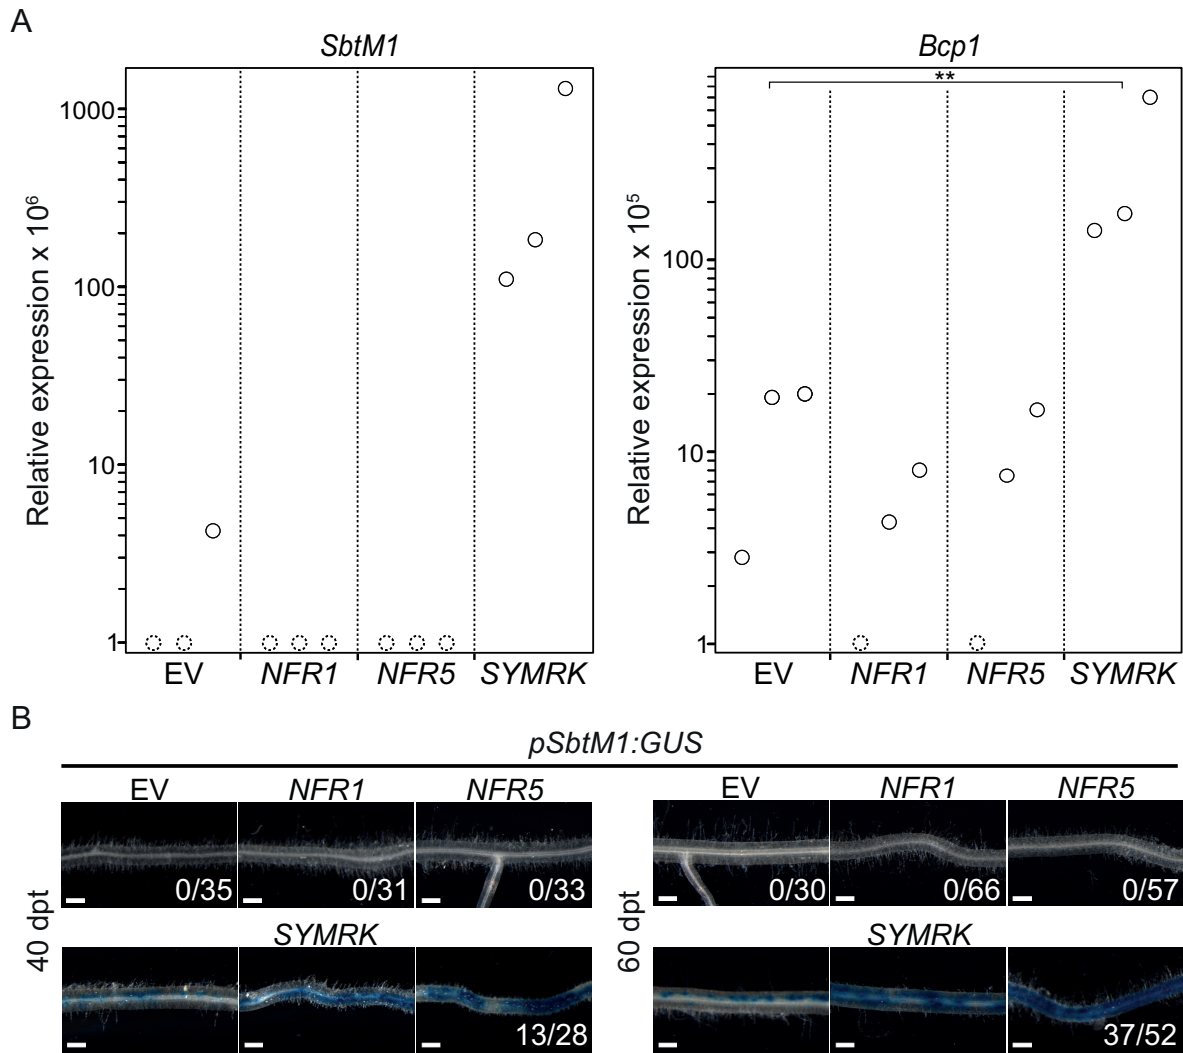 A
SbtM1
Relative expression x 10⁶
1000
100
10
1
EV NFR1 NFR5 SYMRK
Bcp1
**
Relative expression x 10⁵
100
10
1
EV NFR1 NFR5 SYMRK
B
pSbtM1:GUS
40 dpt
EV NFR1 NFR5
0/35 0/31 0/33
SYMRK
13/28
60 dpt
EV NFR1 NFR5
0/30 0/66 0/57
SYMRK
37/52